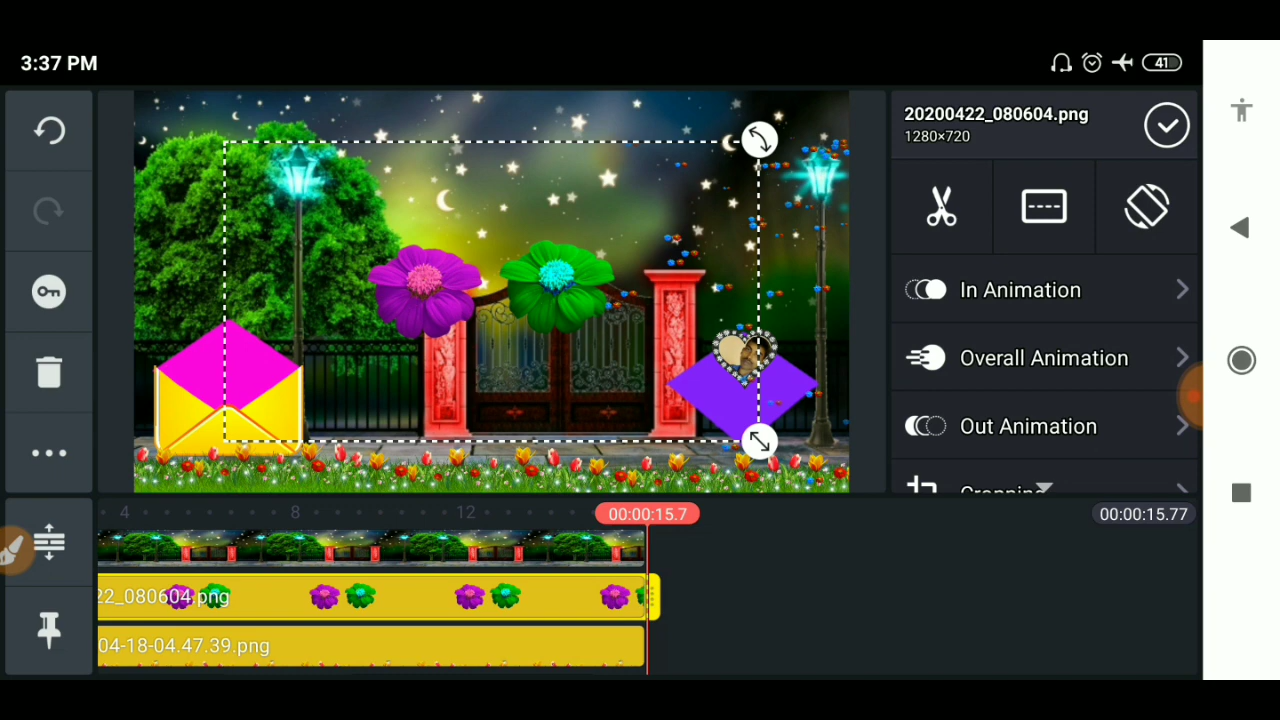 3:37 PM
41
20200422_080604.png
1280×720
In Animation
Overall Animation
Out Animation
Cropping
4 8 12
00:00:15.7
00:00:15.77
22_080604.png
04-18-04.47.39.png